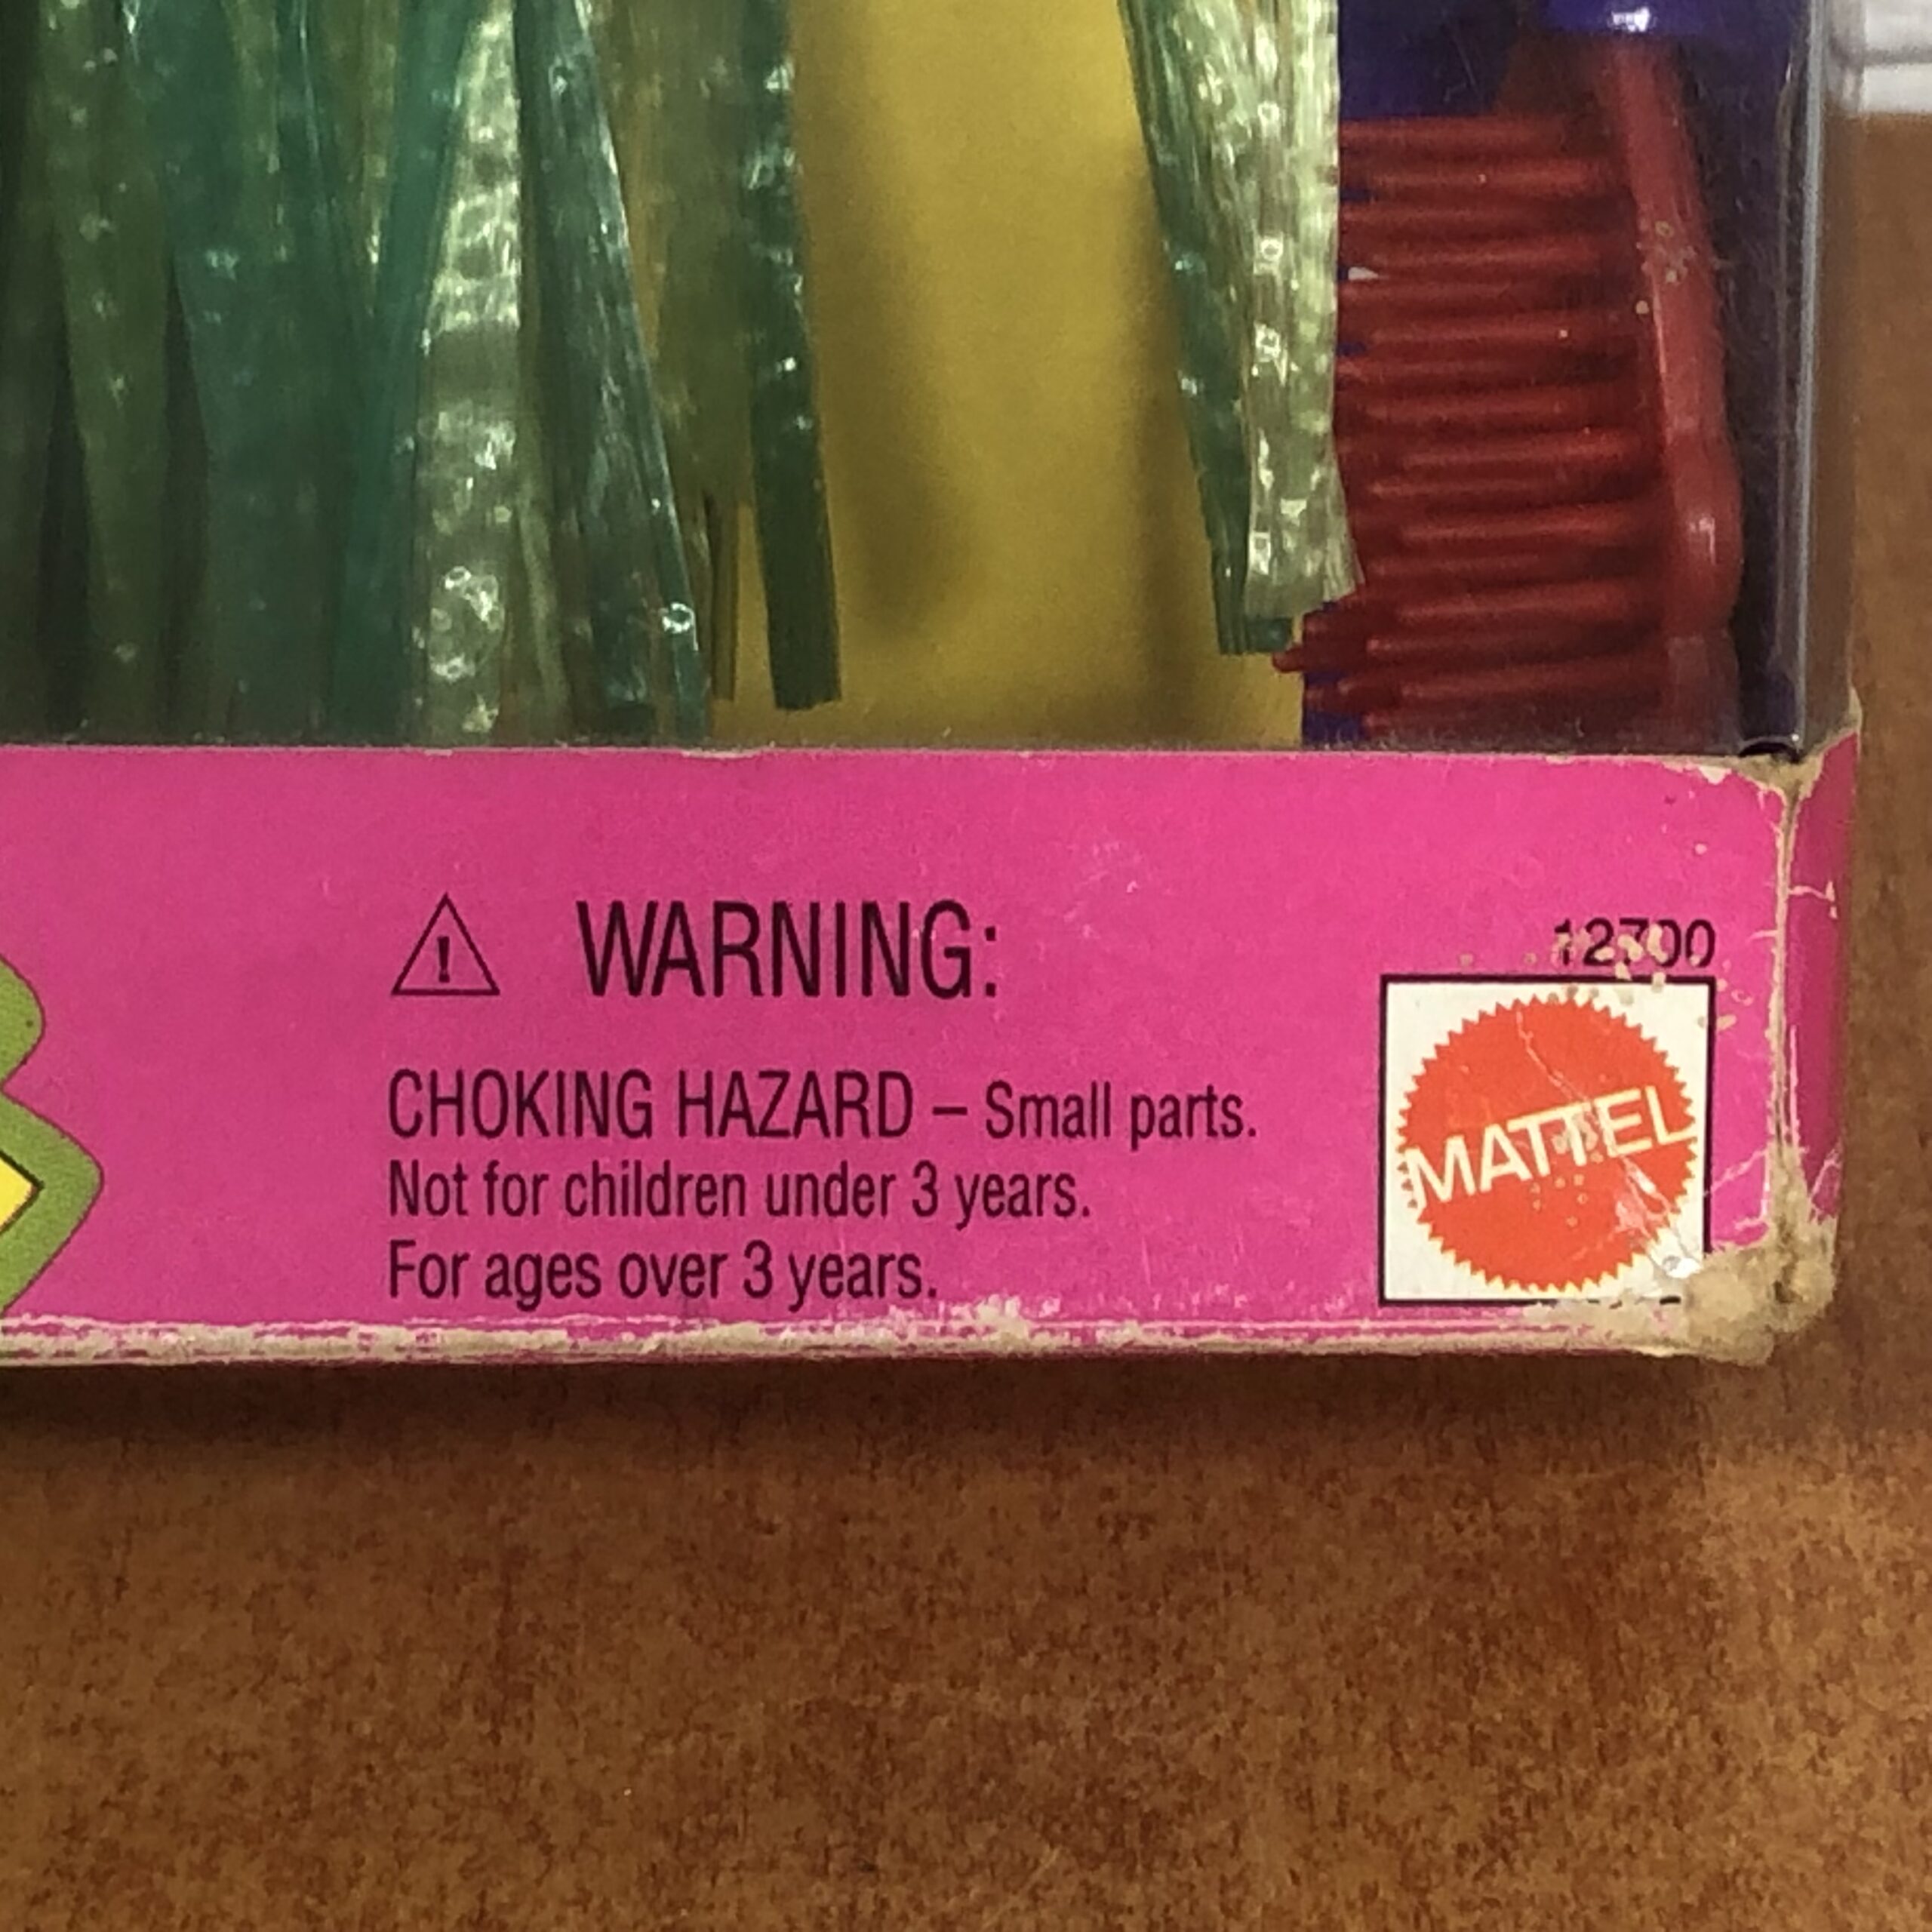 ⚠ WARNING:
12700
CHOKING HAZARD – Small parts.
Not for children under 3 years.
For ages over 3 years.
MATTEL